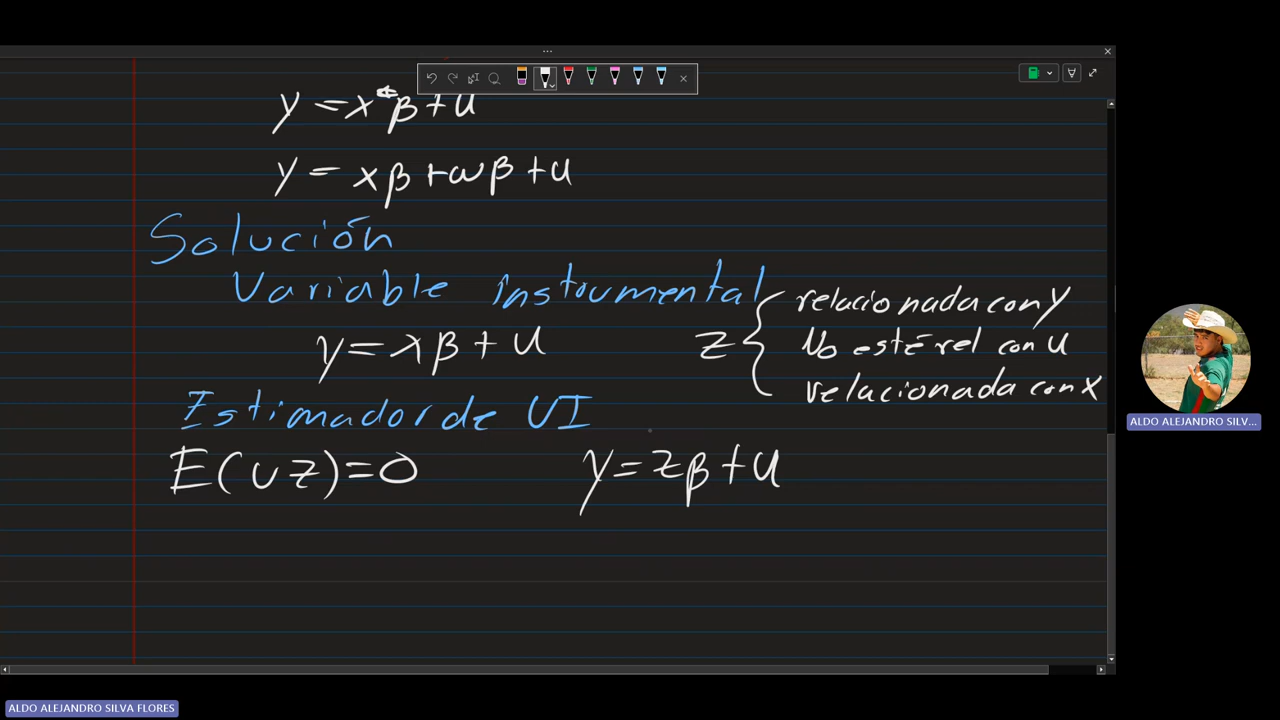 y = x*β + u
y = xβ + ωβ + u
Solución
Variable instrumental
relacionada con y
y = xβ + u
z
No esté rel con u
relacionada con x
Estimador de VI
E(uz) = 0
y = zβ + u
ALDO ALEJANDRO SILV...
ALDO ALEJANDRO SILVA FLORES